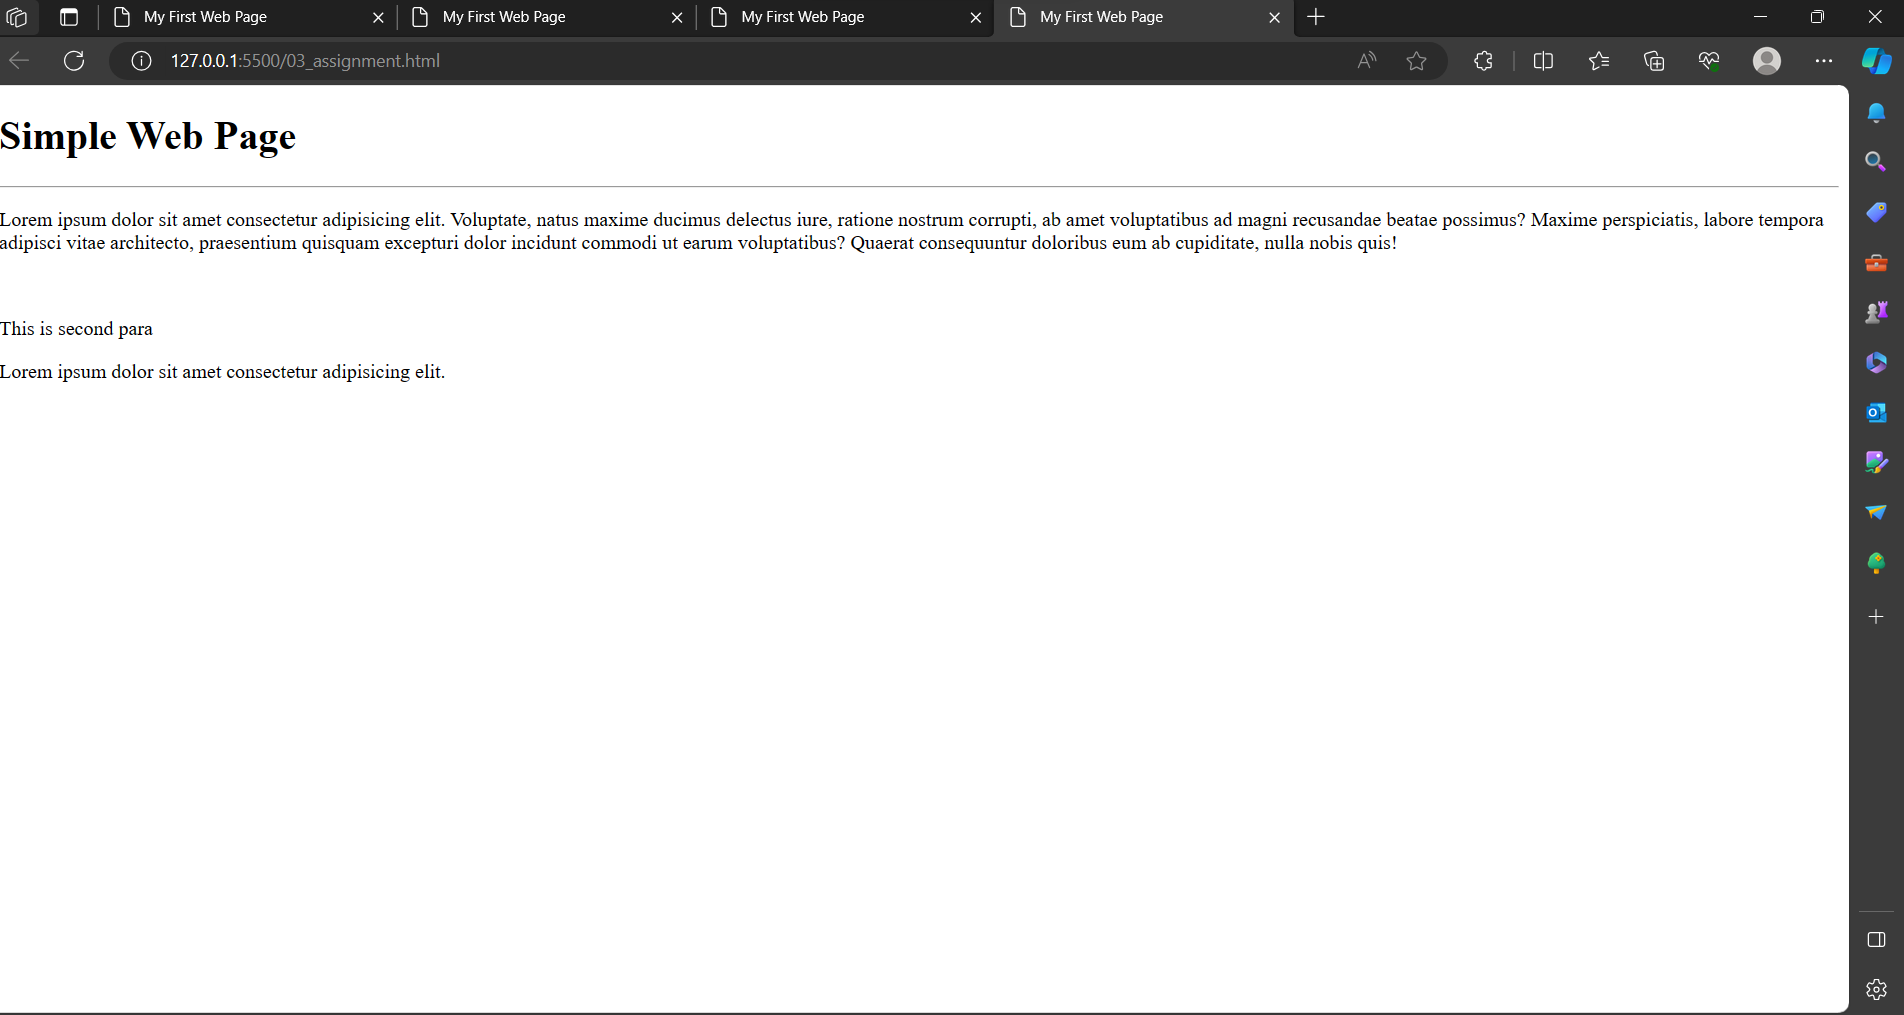 My First Web Page
My First Web Page
My First Web Page
My First Web Page
127.0.0.1:5500/03_assignment.html
Simple Web Page
Lorem ipsum dolor sit amet consectetur adipisicing elit. Voluptate, natus maxime ducimus delectus iure, ratione nostrum corrupti, ab amet voluptatibus ad magni recusandae beatae possimus? Maxime perspiciatis, labore tempora
adipisci vitae architecto, praesentium quisquam excepturi dolor incidunt commodi ut earum voluptatibus? Quaerat consequuntur doloribus eum ab cupiditate, nulla nobis quis!
This is second para
Lorem ipsum dolor sit amet consectetur adipisicing elit.